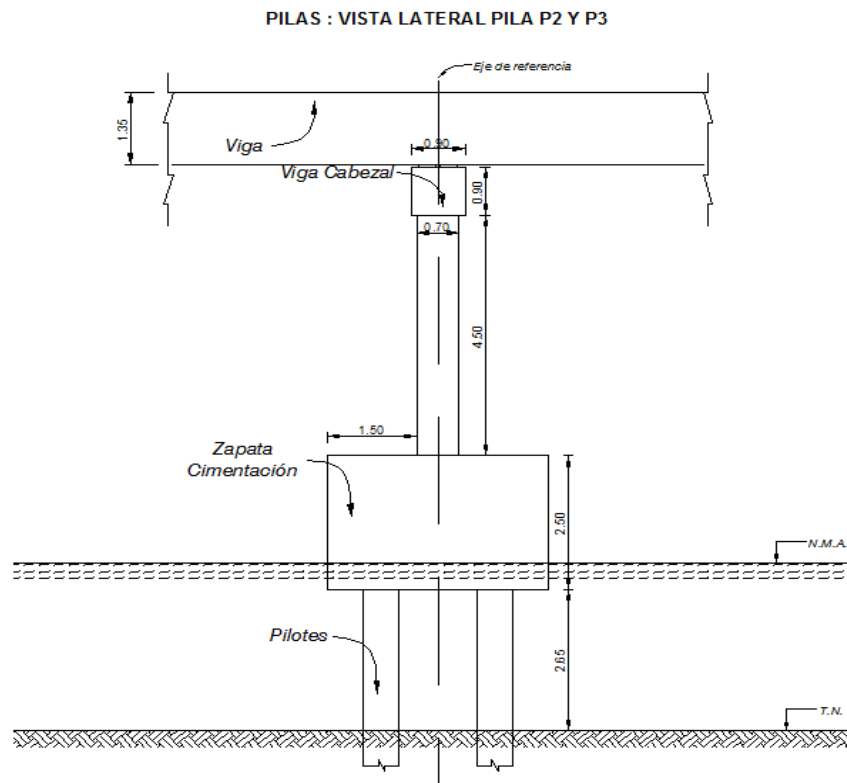 PILAS : VISTA LATERAL PILA P2 Y P3
Eje de referencia
1.35
Viga
0.90
Viga Cabezal
0.90
0.70
4.50
1.50
Zapata
Cimentación
2.50
N.M.A.
Pilotes
2.65
T.N.